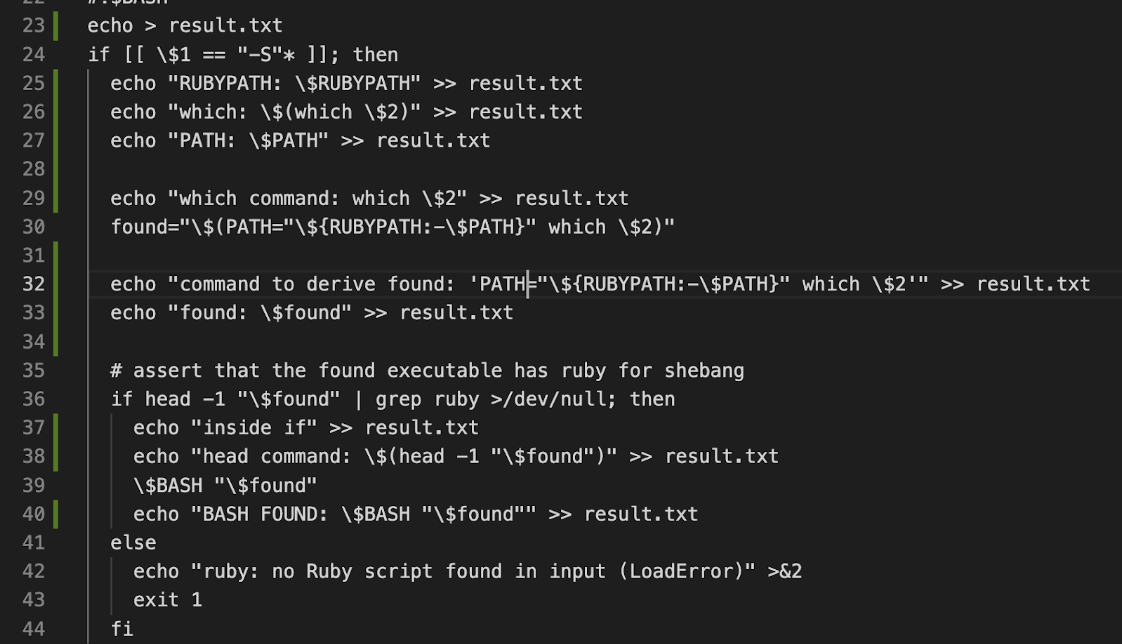 22 #!$BASH
23 echo > result.txt
24 if [[ \$1 == "-S"* ]]; then
25 echo "RUBYPATH: \$RUBYPATH" >> result.txt
26 echo "which: \$(which \$2)" >> result.txt
27 echo "PATH: \$PATH" >> result.txt
28
29 echo "which command: which \$2" >> result.txt
30 found="\$(PATH="\${RUBYPATH:-\$PATH}" which \$2)"
31
32 echo "command to derive found: 'PATH="\${RUBYPATH:-\$PATH}" which \$2'" >> result.txt
33 echo "found: \$found" >> result.txt
34
35 # assert that the found executable has ruby for shebang
36 if head -1 "\$found" | grep ruby >/dev/null; then
37 echo "inside if" >> result.txt
38 echo "head command: \$(head -1 "\$found")" >> result.txt
39 \$BASH "\$found"
40 echo "BASH FOUND: \$BASH "\$found"" >> result.txt
41 else
42 echo "ruby: no Ruby script found in input (LoadError)" >&2
43 exit 1
44 fi